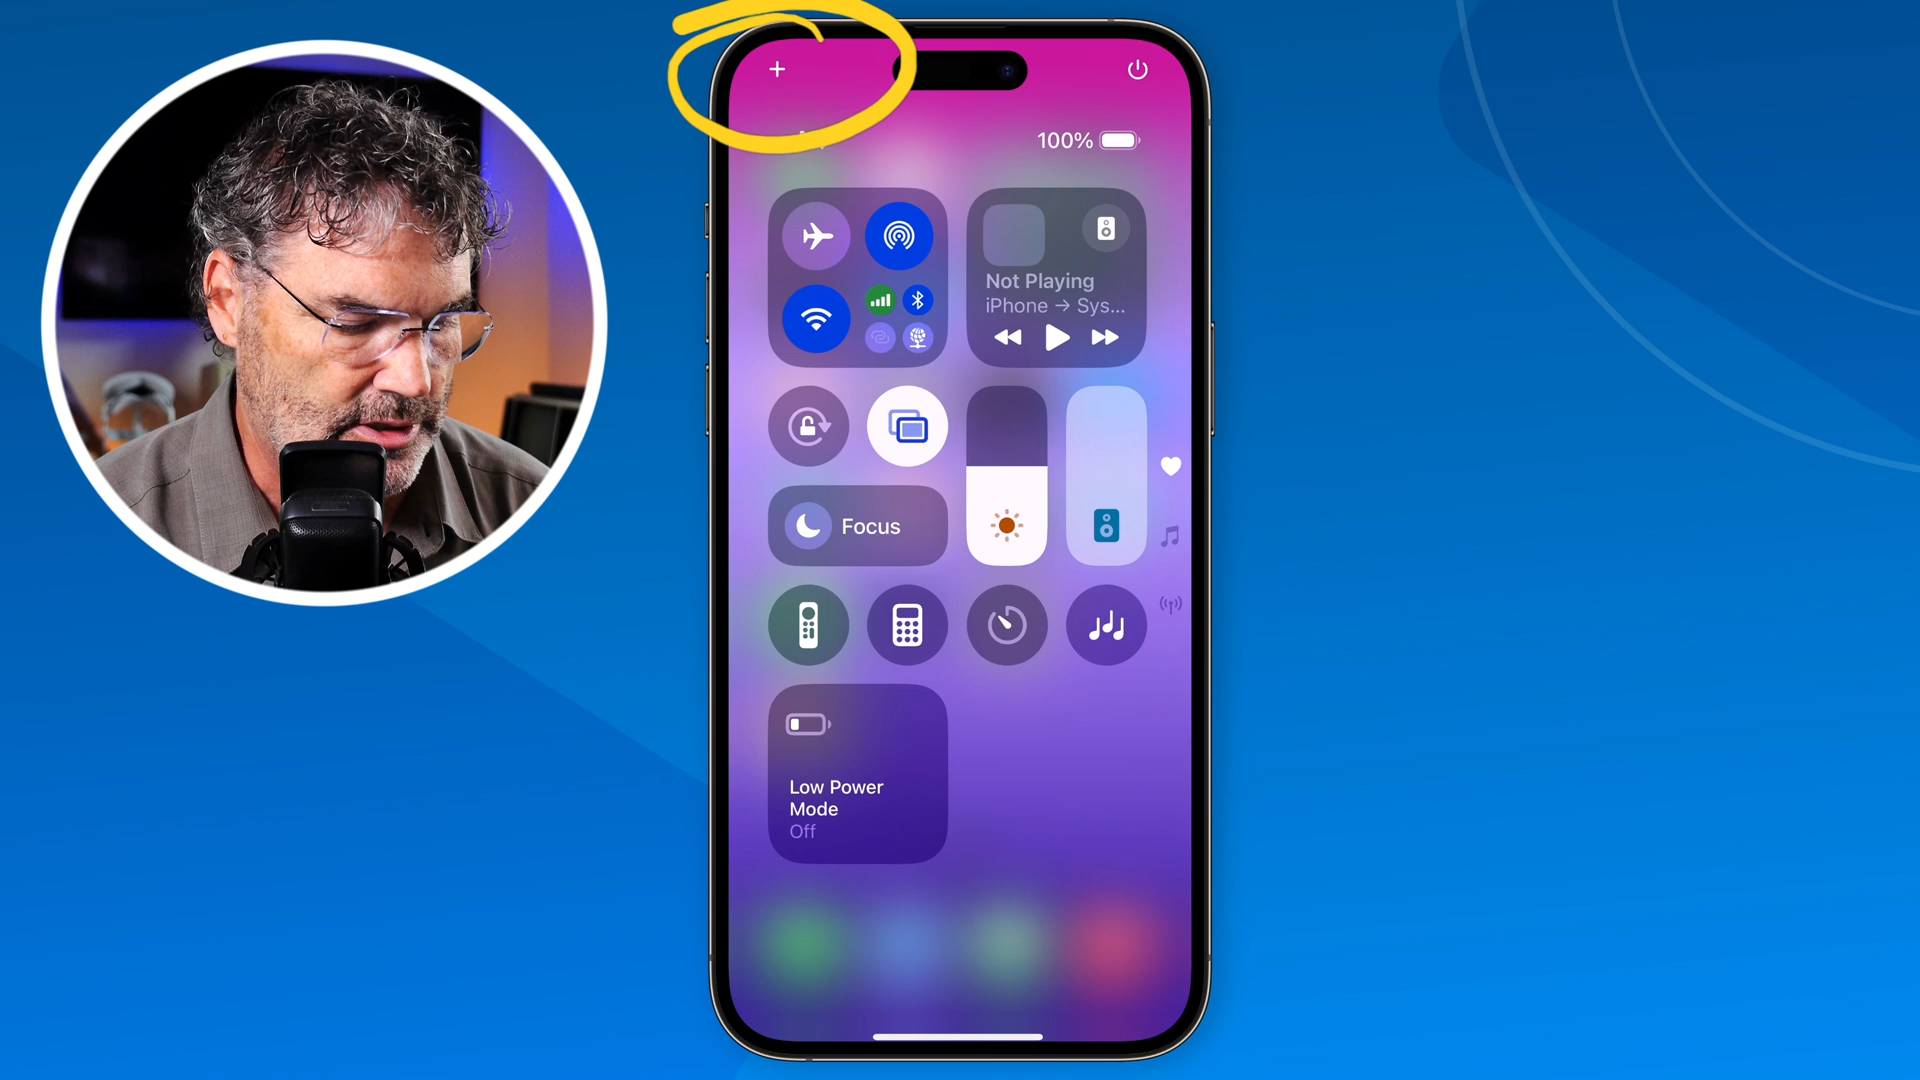 100%
Not Playing
iPhone → Sys...
Focus
Low Power
Mode
Off